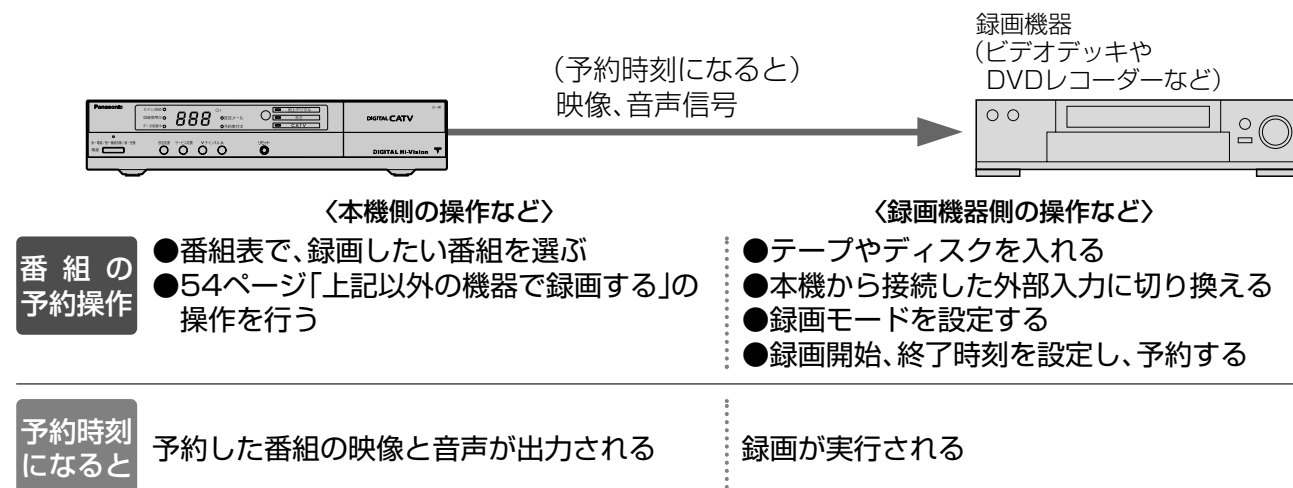 録画機器
(ビデオデッキや
DVDレコーダーなど)
(予約時刻になると)
映像、音声信号
Panasonic
888
DIGITAL CATV
DIGITAL Hi-Vision
CATV
リセット
〈本機側の操作など〉
〈録画機器側の操作など〉
番組の
予約操作
●番組表で、録画したい番組を選ぶ
●54ページ「上記以外の機器で録画する」の
操作を行う
●テープやディスクを入れる
●本機から接続した外部入力に切り換える
●録画モードを設定する
●録画開始、終了時刻を設定し、予約する
予約時刻
になると
予約した番組の映像と音声が出力される
録画が実行される